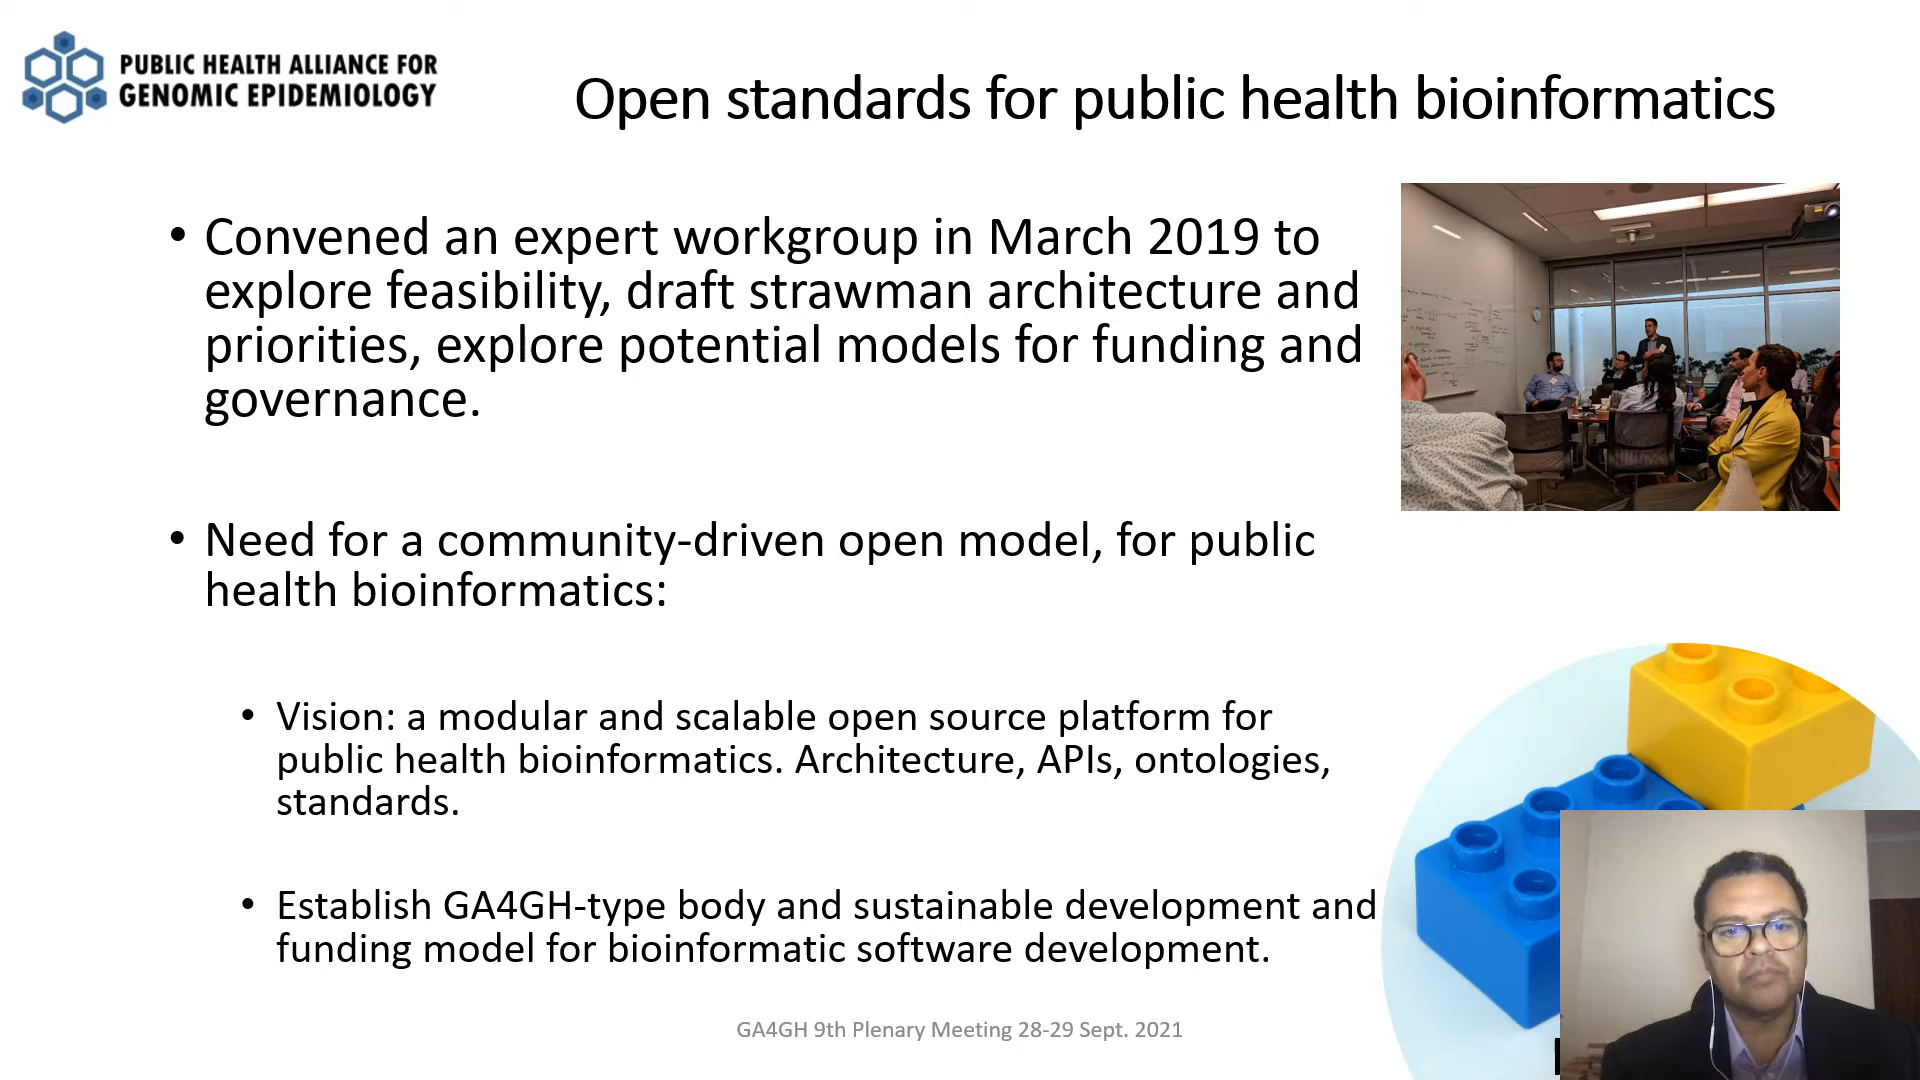 PUBLIC HEALTH ALLIANCE FOR
GENOMIC EPIDEMIOLOGY
Open standards for public health bioinformatics
• Convened an expert workgroup in March 2019 to
explore feasibility, draft strawman architecture and
priorities, explore potential models for funding and
governance.
• Need for a community-driven open model, for public
health bioinformatics:
• Vision: a modular and scalable open source platform for
public health bioinformatics. Architecture, APIs, ontologies,
standards.
• Establish GA4GH-type body and sustainable development and
funding model for bioinformatic software development.
GA4GH 9th Plenary Meeting 28-29 Sept. 2021